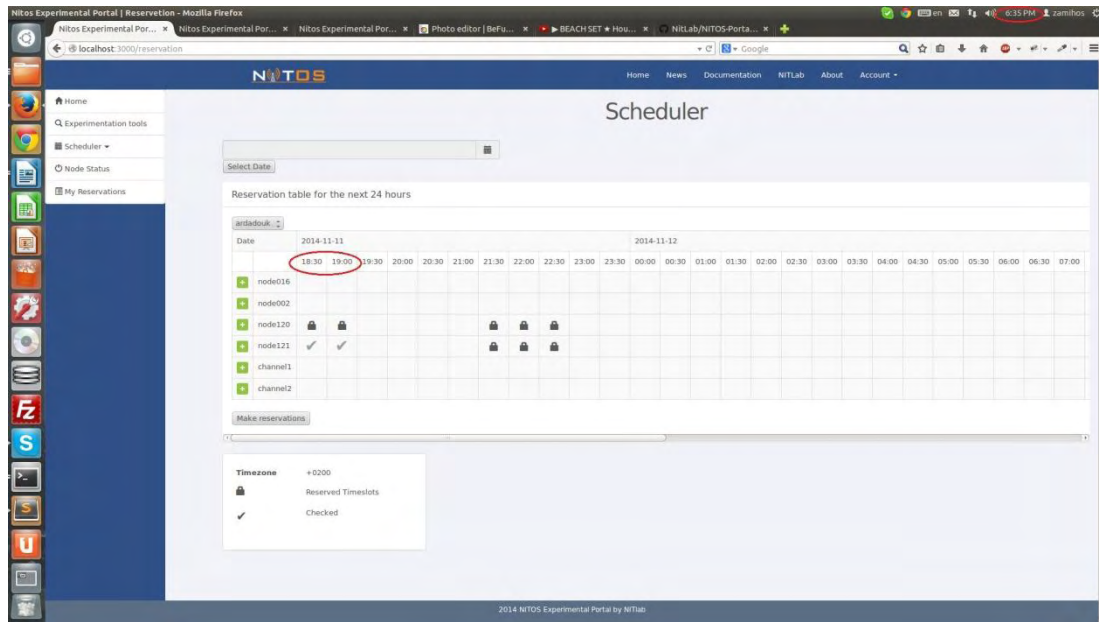 Nitos Experimental Portal | Reservetion - Mozilla Firefox
en 6:35 PM zamihos
Nitos Experimental Por... × Nitos Experimental Por... × Nitos Experimental Por... × Photo editor | BeFu... × ► BEACH SET ★ Hou... × NitLab/NITOS-Porta... ×
localhost:3000/reservation Google
NITOS Home News Documentation NITLab About Account
Home
Experimentation tools
Scheduler
Node Status
My Reservations
Scheduler
Select Date
Reservation table for the next 24 hours
ardadouk
Date 2014-11-11 2014-11-12
18:30 19:00 19:30 20:00 20:30 21:00 21:30 22:00 22:30 23:00 23:30 00:00 00:30 01:00 01:30 02:00 02:30 03:00 03:30 04:00 04:30 05:00 05:30 06:00 06:30 07:00
node016
node002
node120
node121
channel1
channel2
Make reservations
Timezone +0200
Reserved Timeslots
Checked
2014 NITOS Experimental Portal by NITlab